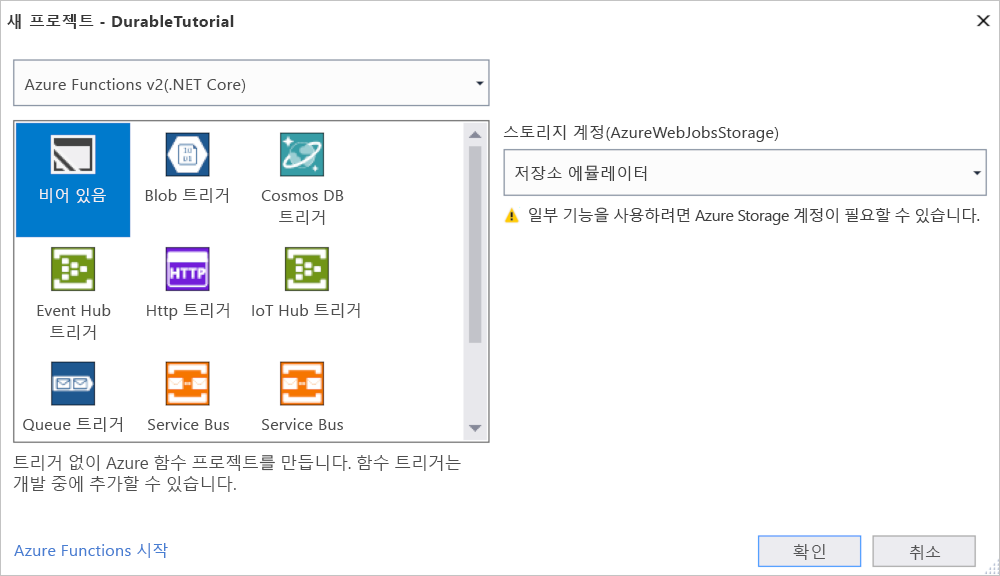 새 프로젝트 - DurableTutorial
Azure Functions v2(.NET Core)
비어 있음
Blob 트리거
Cosmos DB
트리거
Event Hub
트리거
HTTP
Http 트리거
IoT Hub 트리거
Queue 트리거
Service Bus
Service Bus
트리거 없이 Azure 함수 프로젝트를 만듭니다. 함수 트리거는
개발 중에 추가할 수 있습니다.
스토리지 계정(AzureWebJobsStorage)
저장소 에뮬레이터
일부 기능을 사용하려면 Azure Storage 계정이 필요할 수 있습니다.
Azure Functions 시작
확인
취소